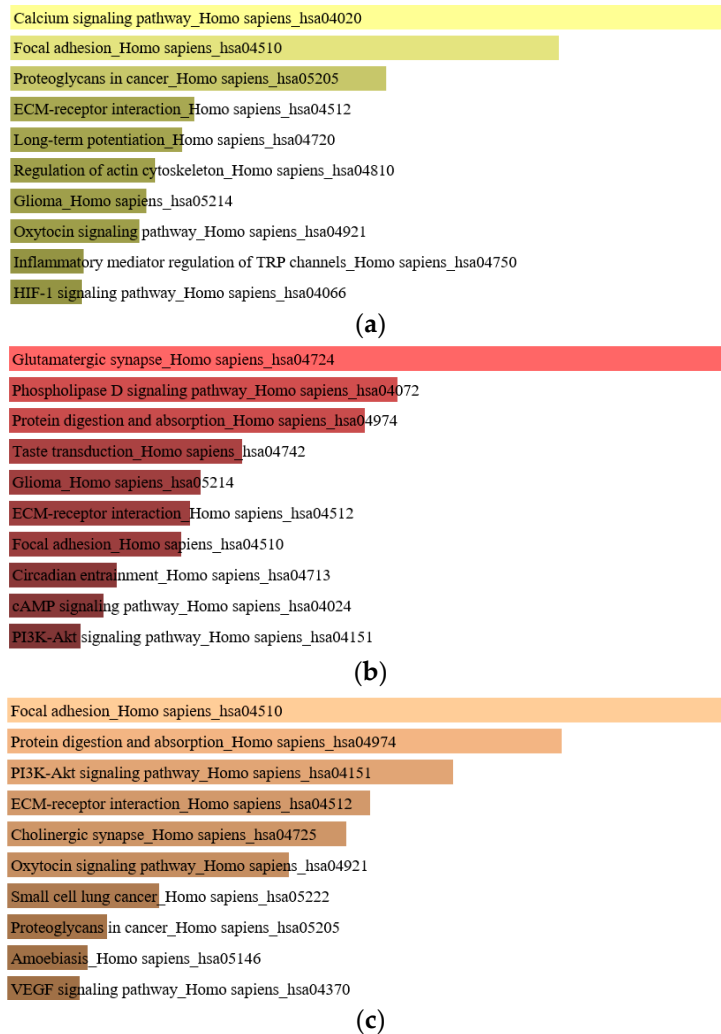 Calcium signaling pathway_Homo sapiens_hsa04020
Focal adhesion_Homo sapiens_hsa04510
Proteoglycans in cancer_Homo sapiens_hsa05205
ECM-receptor interaction_Homo sapiens_hsa04512
Long-term potentiation_Homo sapiens_hsa04720
Regulation of actin cytoskeleton_Homo sapiens_hsa04810
Glioma_Homo sapiens_hsa05214
Oxytocin signaling pathway_Homo sapiens_hsa04921
Inflammatory mediator regulation of TRP channels_Homo sapiens_hsa04750
HIF-1 signaling pathway_Homo sapiens_hsa04066
(a)
Glutamatergic synapse_Homo sapiens_hsa04724
Phospholipase D signaling pathway_Homo sapiens_hsa04072
Protein digestion and absorption_Homo sapiens_hsa04974
Taste transduction_Homo sapiens_hsa04742
Glioma_Homo sapiens_hsa05214
ECM-receptor interaction_Homo sapiens_hsa04512
Focal adhesion_Homo sapiens_hsa04510
Circadian entrainment_Homo sapiens_hsa04713
cAMP signaling pathway_Homo sapiens_hsa04024
PI3K-Akt signaling pathway_Homo sapiens_hsa04151
(b)
Focal adhesion_Homo sapiens_hsa04510
Protein digestion and absorption_Homo sapiens_hsa04974
PI3K-Akt signaling pathway_Homo sapiens_hsa04151
ECM-receptor interaction_Homo sapiens_hsa04512
Cholinergic synapse_Homo sapiens_hsa04725
Oxytocin signaling pathway_Homo sapiens_hsa04921
Small cell lung cancer_Homo sapiens_hsa05222
Proteoglycans in cancer_Homo sapiens_hsa05205
Amoebiasis_Homo sapiens_hsa05146
VEGF signaling pathway_Homo sapiens_hsa04370
(c)